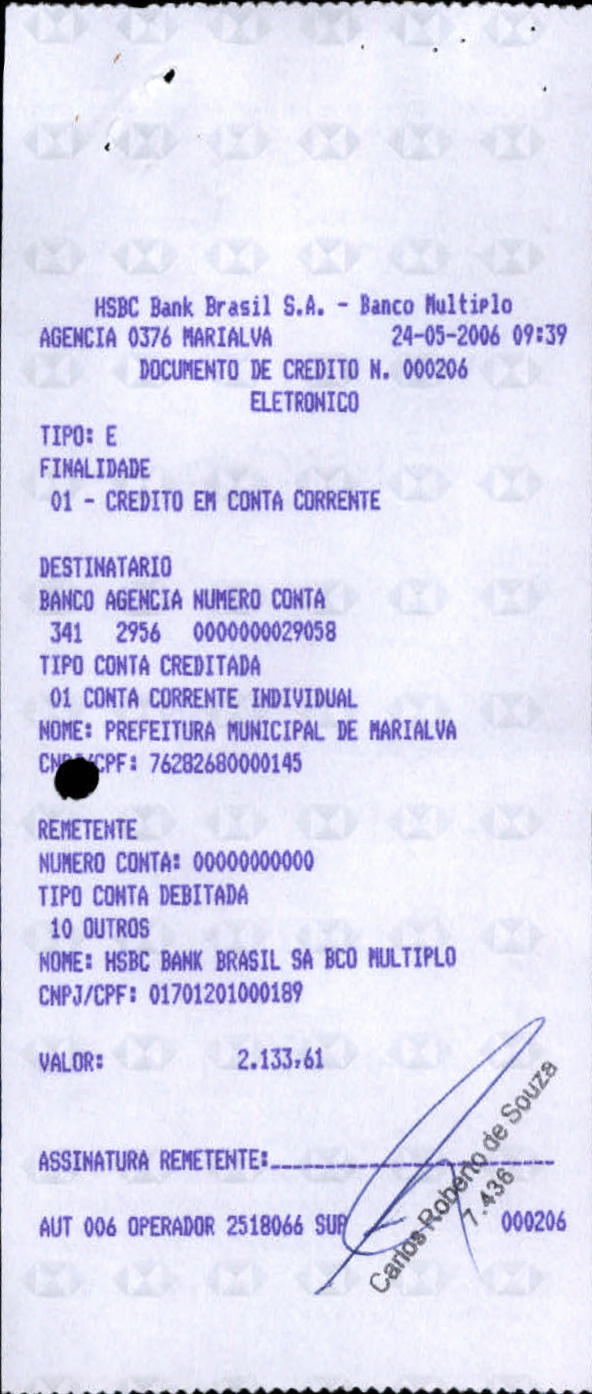 HSBC Bank Brasil S.A. - Banco Multiplo
AGENCIA 0376 MARIALVA 24-05-2006 09:39
DOCUMENTO DE CREDITO N. 000206
ELETRONICO
TIPO: E
FINALIDADE
01 - CREDITO EM CONTA CORRENTE
DESTINATARIO
BANCO AGENCIA NUMERO CONTA
341 2956 0000000029058
TIPO CONTA CREDITADA
01 CONTA CORRENTE INDIVIDUAL
NOME: PREFEITURA MUNICIPAL DE MARIALVA
CNPJ/CPF: 76282680000145
REMETENTE
NUMERO CONTA: 00000000000
TIPO CONTA DEBITADA
10 OUTROS
NOME: HSBC BANK BRASIL SA BCO MULTIPLO
CNPJ/CPF: 01701201000189
VALOR: 2.133,61
ASSINATURA REMETENTE:
AUT 006 OPERADOR 2518066 SUP 000206
Carlos Roberto de Souza
7.436